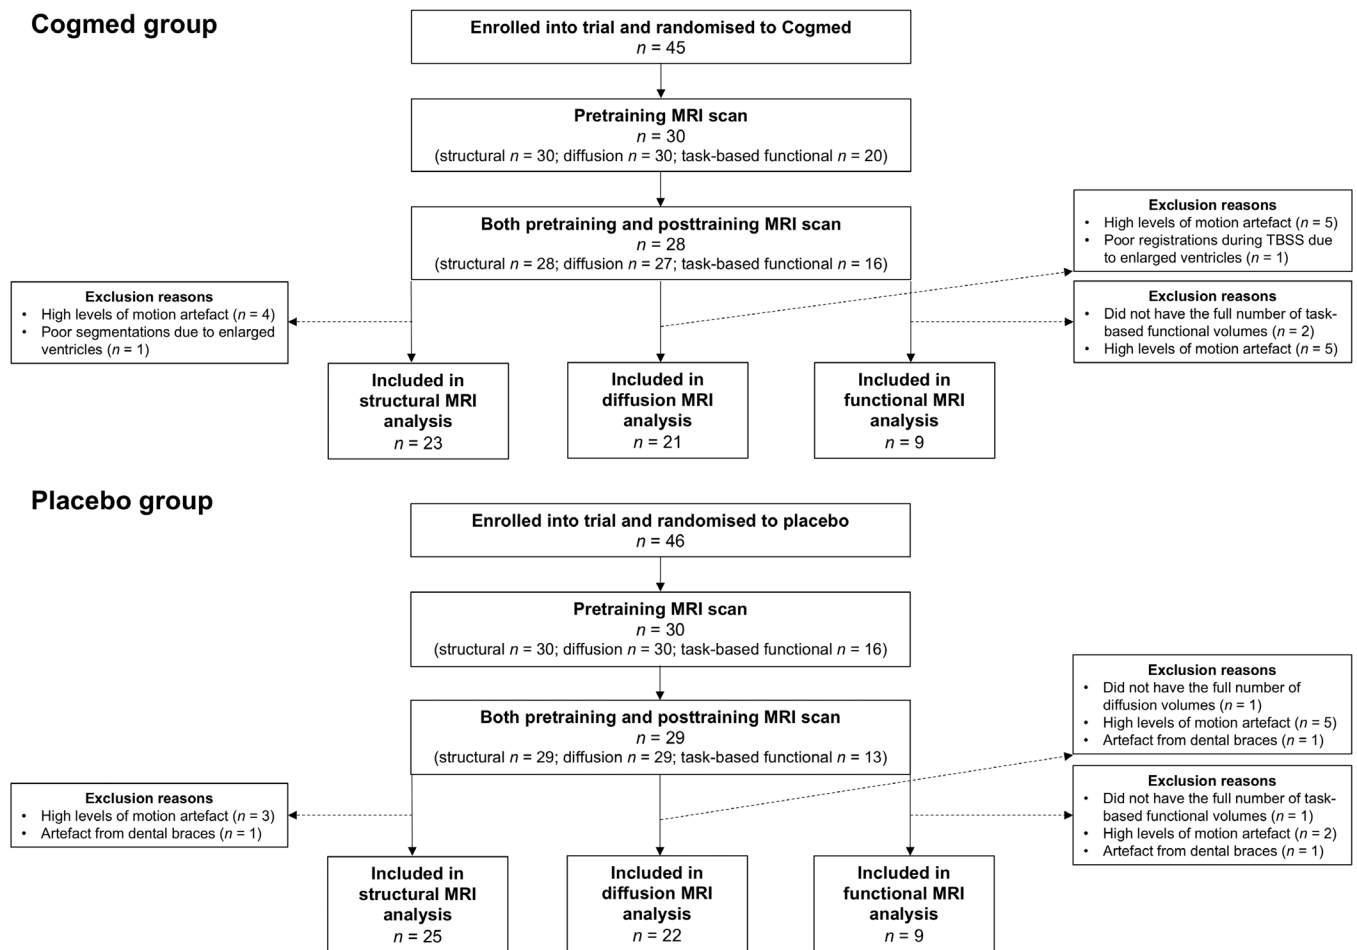 Cogmed group
Enrolled into trial and randomised to Cogmed
n = 45
Pretraining MRI scan
n = 30
(structural n = 30; diffusion n = 30; task-based functional n = 20)
Both pretraining and posttraining MRI scan
n = 28
(structural n = 28; diffusion n = 27; task-based functional n = 16)
Exclusion reasons
• High levels of motion artefact (n = 5)
• Poor registrations during TBSS due
to enlarged ventricles (n = 1)
Exclusion reasons
• High levels of motion artefact (n = 4)
• Poor segmentations due to enlarged
ventricles (n = 1)
Exclusion reasons
• Did not have the full number of task-
based functional volumes (n = 2)
• High levels of motion artefact (n = 5)
Included in
structural MRI
analysis
n = 23
Included in
diffusion MRI
analysis
n = 21
Included in
functional MRI
analysis
n = 9
Placebo group
Enrolled into trial and randomised to placebo
n = 46
Pretraining MRI scan
n = 30
(structural n = 30; diffusion n = 30; task-based functional n = 16)
Both pretraining and posttraining MRI scan
n = 29
(structural n = 29; diffusion n = 29; task-based functional n = 13)
Exclusion reasons
• Did not have the full number of
diffusion volumes (n = 1)
• High levels of motion artefact (n = 5)
• Artefact from dental braces (n = 1)
Exclusion reasons
• High levels of motion artefact (n = 3)
• Artefact from dental braces (n = 1)
Exclusion reasons
• Did not have the full number of task-
based functional volumes (n = 1)
• High levels of motion artefact (n = 2)
• Artefact from dental braces (n = 1)
Included in
structural MRI
analysis
n = 25
Included in
diffusion MRI
analysis
n = 22
Included in
functional MRI
analysis
n = 9